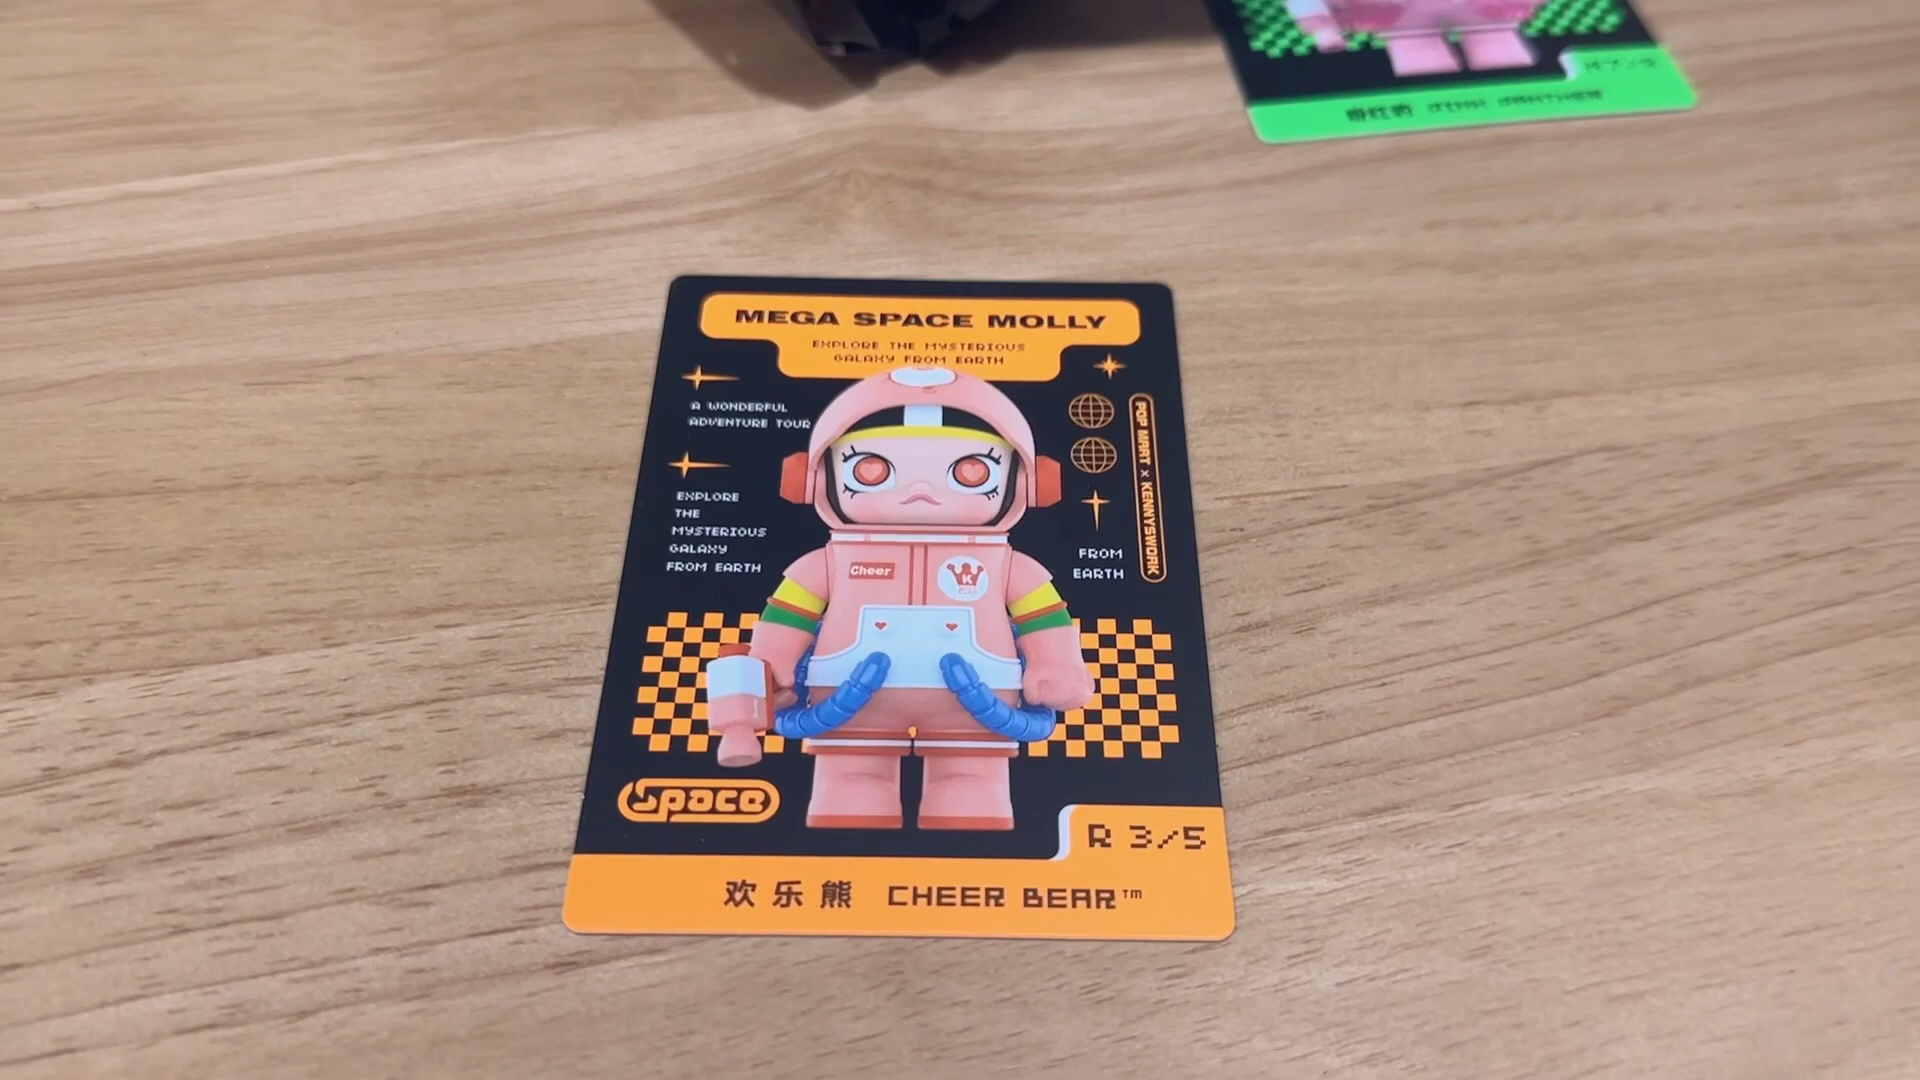 MEGA SPACE MOLLY
EXPLORE THE MYSTERIOUS
GALAXY FROM EARTH
A WONDERFUL
ADVENTURE TOUR
EXPLORE
THE
MYSTERIOUS
GALAXY
FROM EARTH
POP MART × KENNYSWORK
FROM
EARTH
Cheer
K
space
R 3/5
欢乐熊 CHEER BEAR™